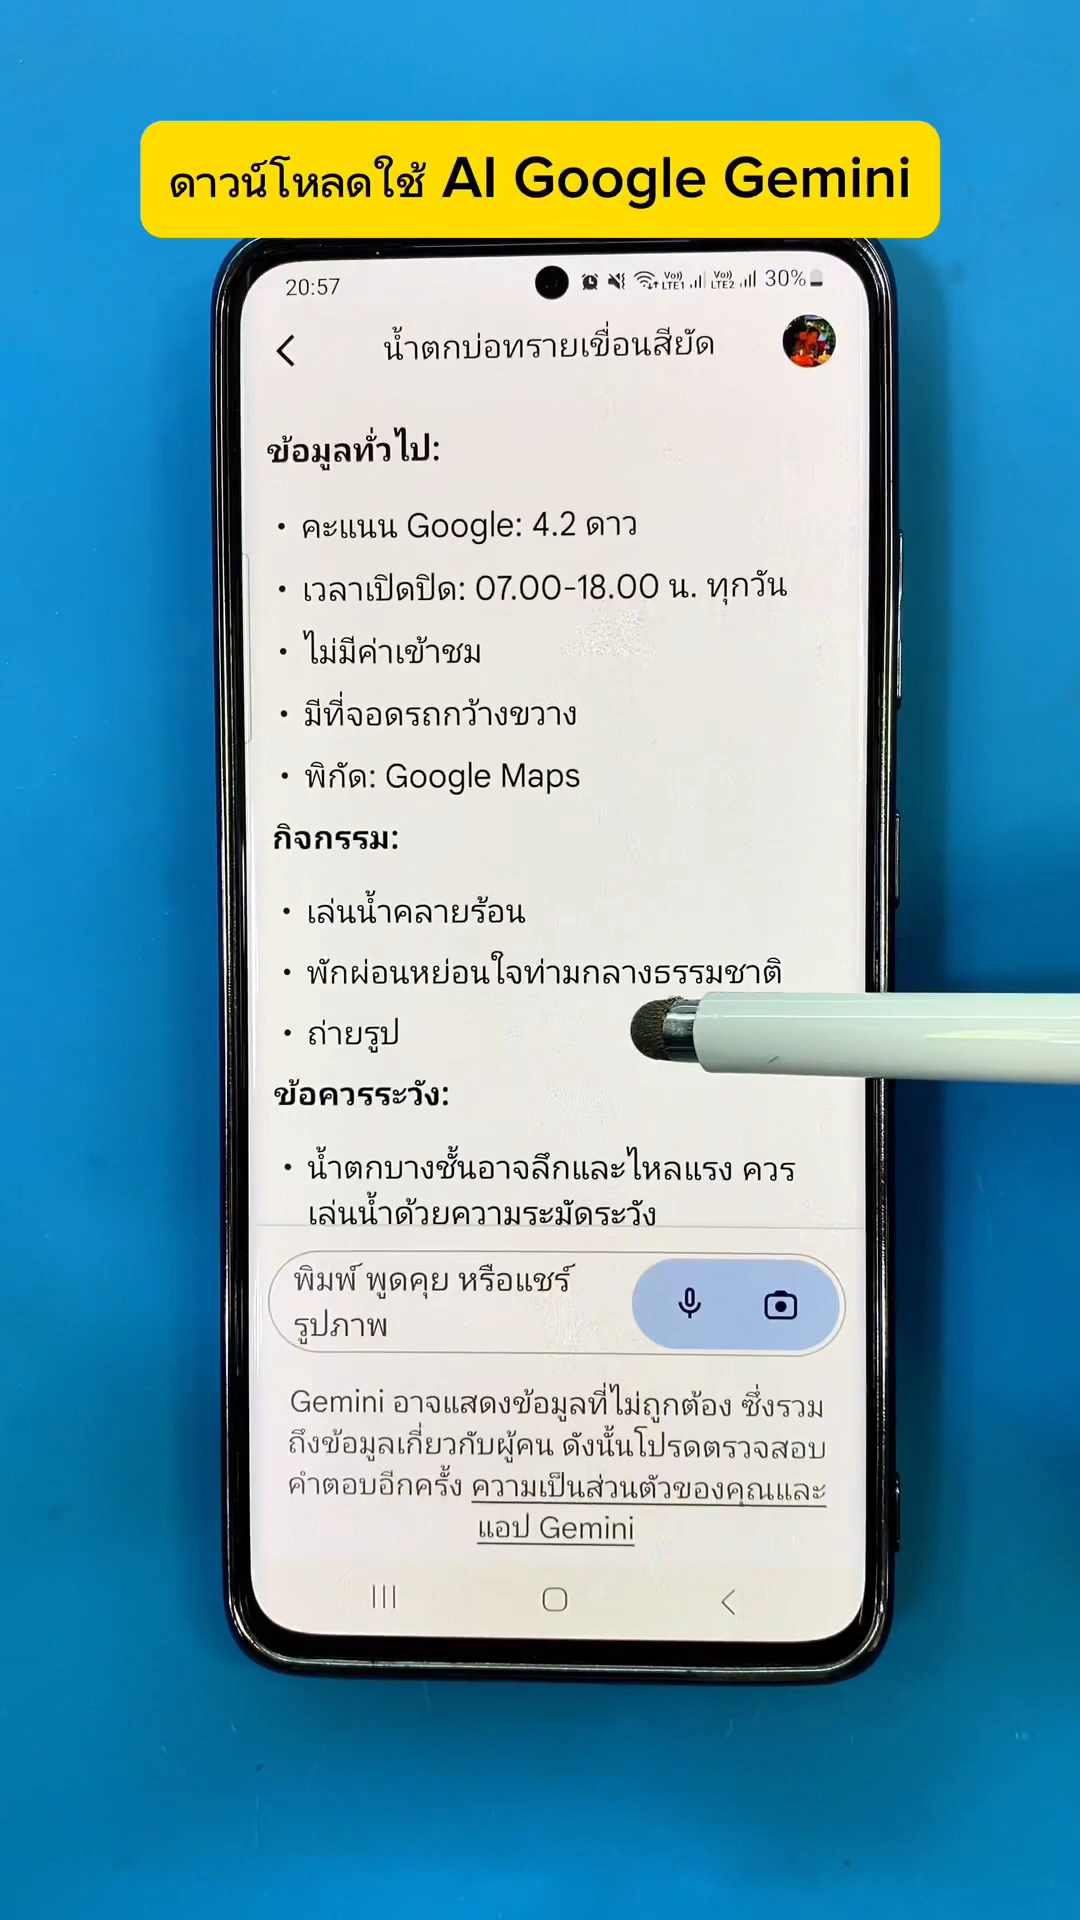 ดาวน์โหลดใช้ AI Google Gemini
20:57
Vo)) LTE1 Vo)) LTE2 30%
น้ำตกบ่อทรายเขื่อนสียัด
ข้อมูลทั่วไป:
• คะแนน Google: 4.2 ดาว
• เวลาเปิดปิด: 07.00-18.00 น. ทุกวัน
• ไม่มีค่าเข้าชม
• มีที่จอดรถกว้างขวาง
• พิกัด: Google Maps
กิจกรรม:
• เล่นน้ำคลายร้อน
• พักผ่อนหย่อนใจท่ามกลางธรรมชาติ
• ถ่ายรูป
ข้อควรระวัง:
• น้ำตกบางชั้นอาจลึกและไหลแรง ควร
เล่นน้ำด้วยความระมัดระวัง
พิมพ์ พูดคุย หรือแชร์
รูปภาพ
Gemini อาจแสดงข้อมูลที่ไม่ถูกต้อง ซึ่งรวม
ถึงข้อมูลเกี่ยวกับผู้คน ดังนั้นโปรดตรวจสอบ
คำตอบอีกครั้ง ความเป็นส่วนตัวของคุณและ
แอป Gemini